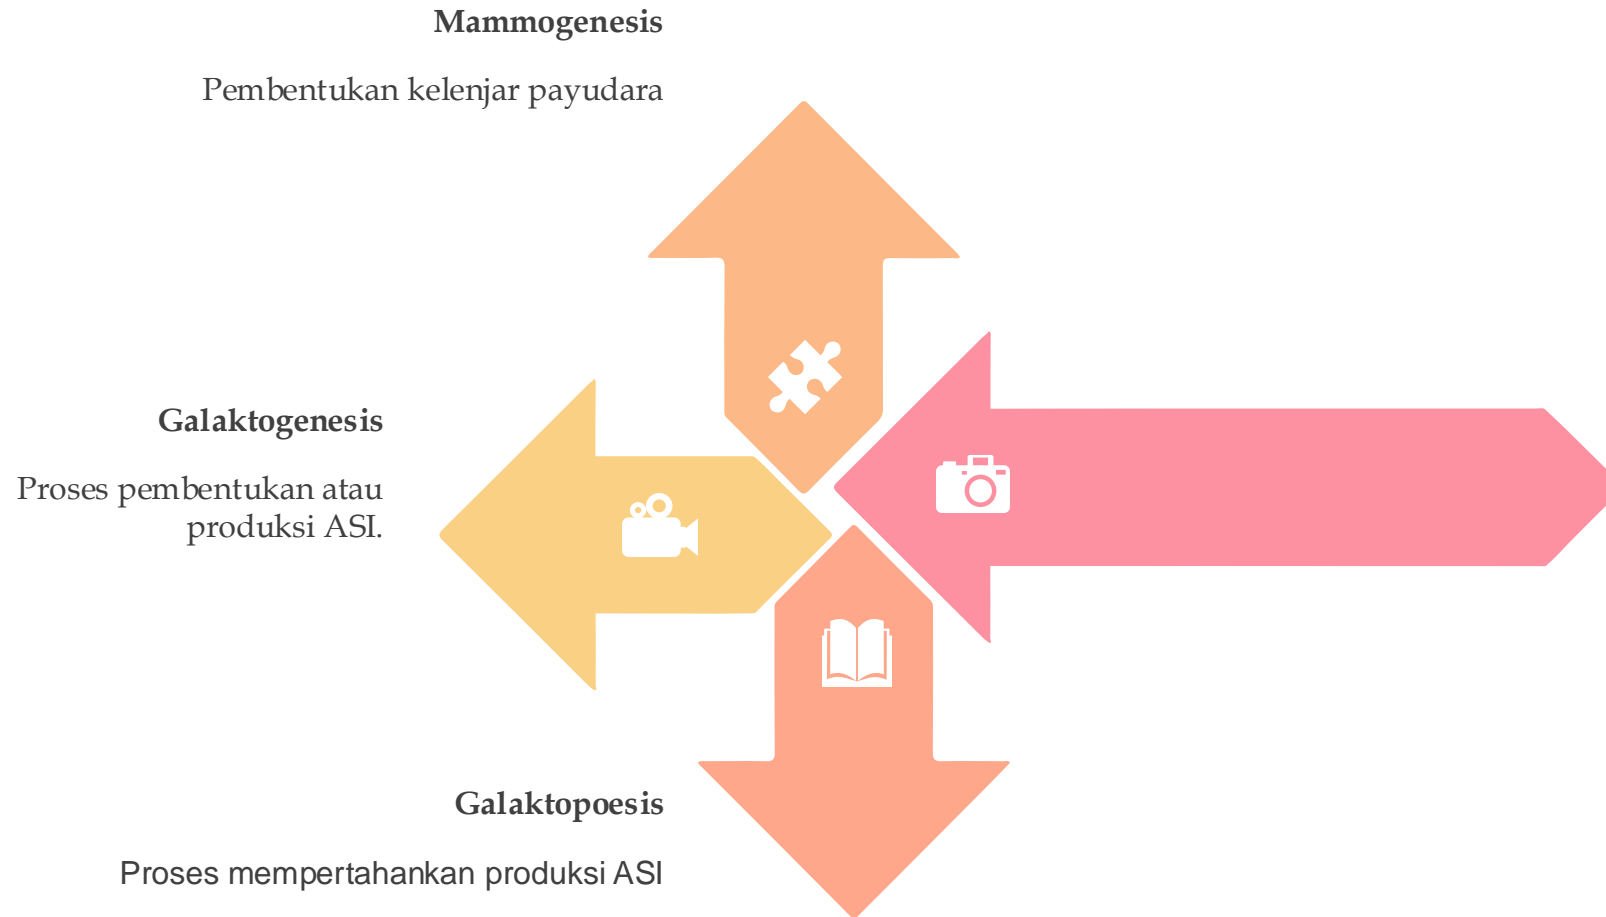 Mammogenesis
Pembentukan kelenjar payudara
Galaktogenesis
Proses pembentukan atau
produksi ASI.
Galaktopoesis
Proses mempertahankan produksi ASI